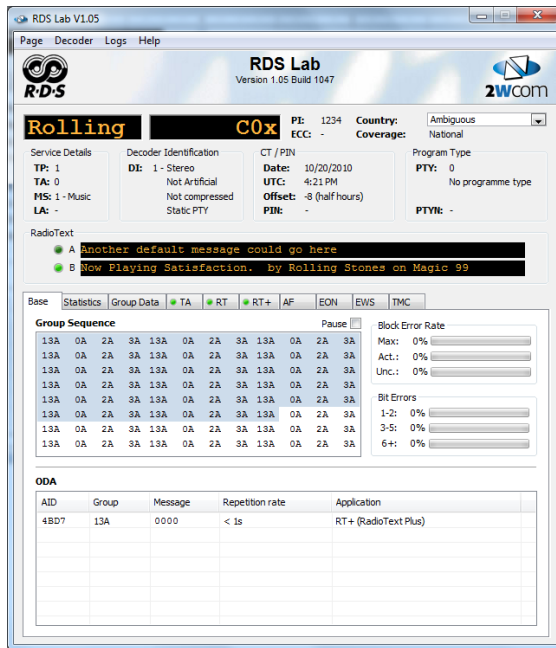 RDS Lab V1.05
Page Decoder Logs Help
R·D·S
RDS Lab
Version 1.05 Build 1047
2wcom
Rolling C0x
PI: 1234 Country: Ambiguous
ECC: - Coverage: National
Service Details
TP: 1
TA: 0
MS: 1 - Music
LA: -
Decoder Identification
DI: 1 - Stereo
Not Artificial
Not compressed
Static PTY
CT / PIN
Date: 10/20/2010
UTC: 4:21 PM
Offset: -8 (half hours)
PIN: -
Program Type
PTY: 0
No programme type
PTYN: -
RadioText
A Another default message could go here
B Now Playing Satisfaction. by Rolling Stones on Magic 99
Base Statistics Group Data TA RT RT+ AF EON EWS TMC
Group Sequence Pause
13A 0A 2A 3A 13A 0A 2A 3A 13A 0A 2A 3A
13A 0A 2A 3A 13A 0A 2A 3A 13A 0A 2A 3A
13A 0A 2A 3A 13A 0A 2A 3A 13A 0A 2A 3A
13A 0A 2A 3A 13A 0A 2A 3A 13A 0A 2A 3A
13A 0A 2A 3A 13A 0A 2A 3A 13A 0A 2A 3A
13A 0A 2A 3A 13A 0A 2A 3A 13A 0A 2A 3A
13A 0A 2A 3A 13A 0A 2A 3A 13A 0A 2A 3A
13A 0A 2A 3A 13A 0A 2A 3A 13A 0A 2A 3A
Block Error Rate
Max: 0%
Act.: 0%
Unc.: 0%
Bit Errors
1-2: 0%
3-5: 0%
6+: 0%
ODA
AID Group Message Repetition rate Application
4BD7 13A 0000 < 1s RT+ (RadioText Plus)